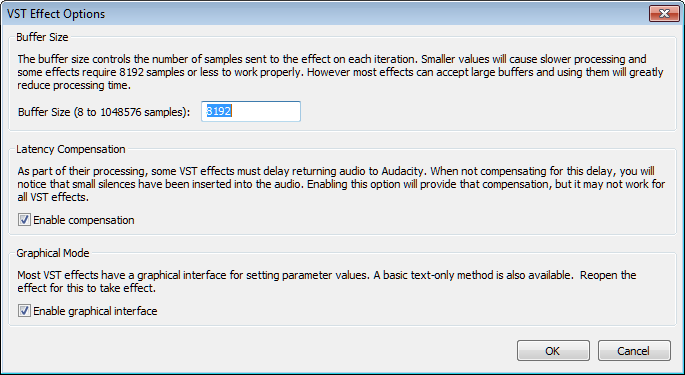 VST Effect Options
Buffer Size
The buffer size controls the number of samples sent to the effect on each iteration. Smaller values will cause slower processing and
some effects require 8192 samples or less to work properly. However most effects can accept large buffers and using them will greatly
reduce processing time.
Buffer Size (8 to 1048576 samples): 8192
Latency Compensation
As part of their processing, some VST effects must delay returning audio to Audacity. When not compensating for this delay, you will
notice that small silences have been inserted into the audio. Enabling this option will provide that compensation, but it may not work for
all VST effects.
Enable compensation
Graphical Mode
Most VST effects have a graphical interface for setting parameter values. A basic text-only method is also available.  Reopen the
effect for this to take effect.
Enable graphical interface
OK Cancel